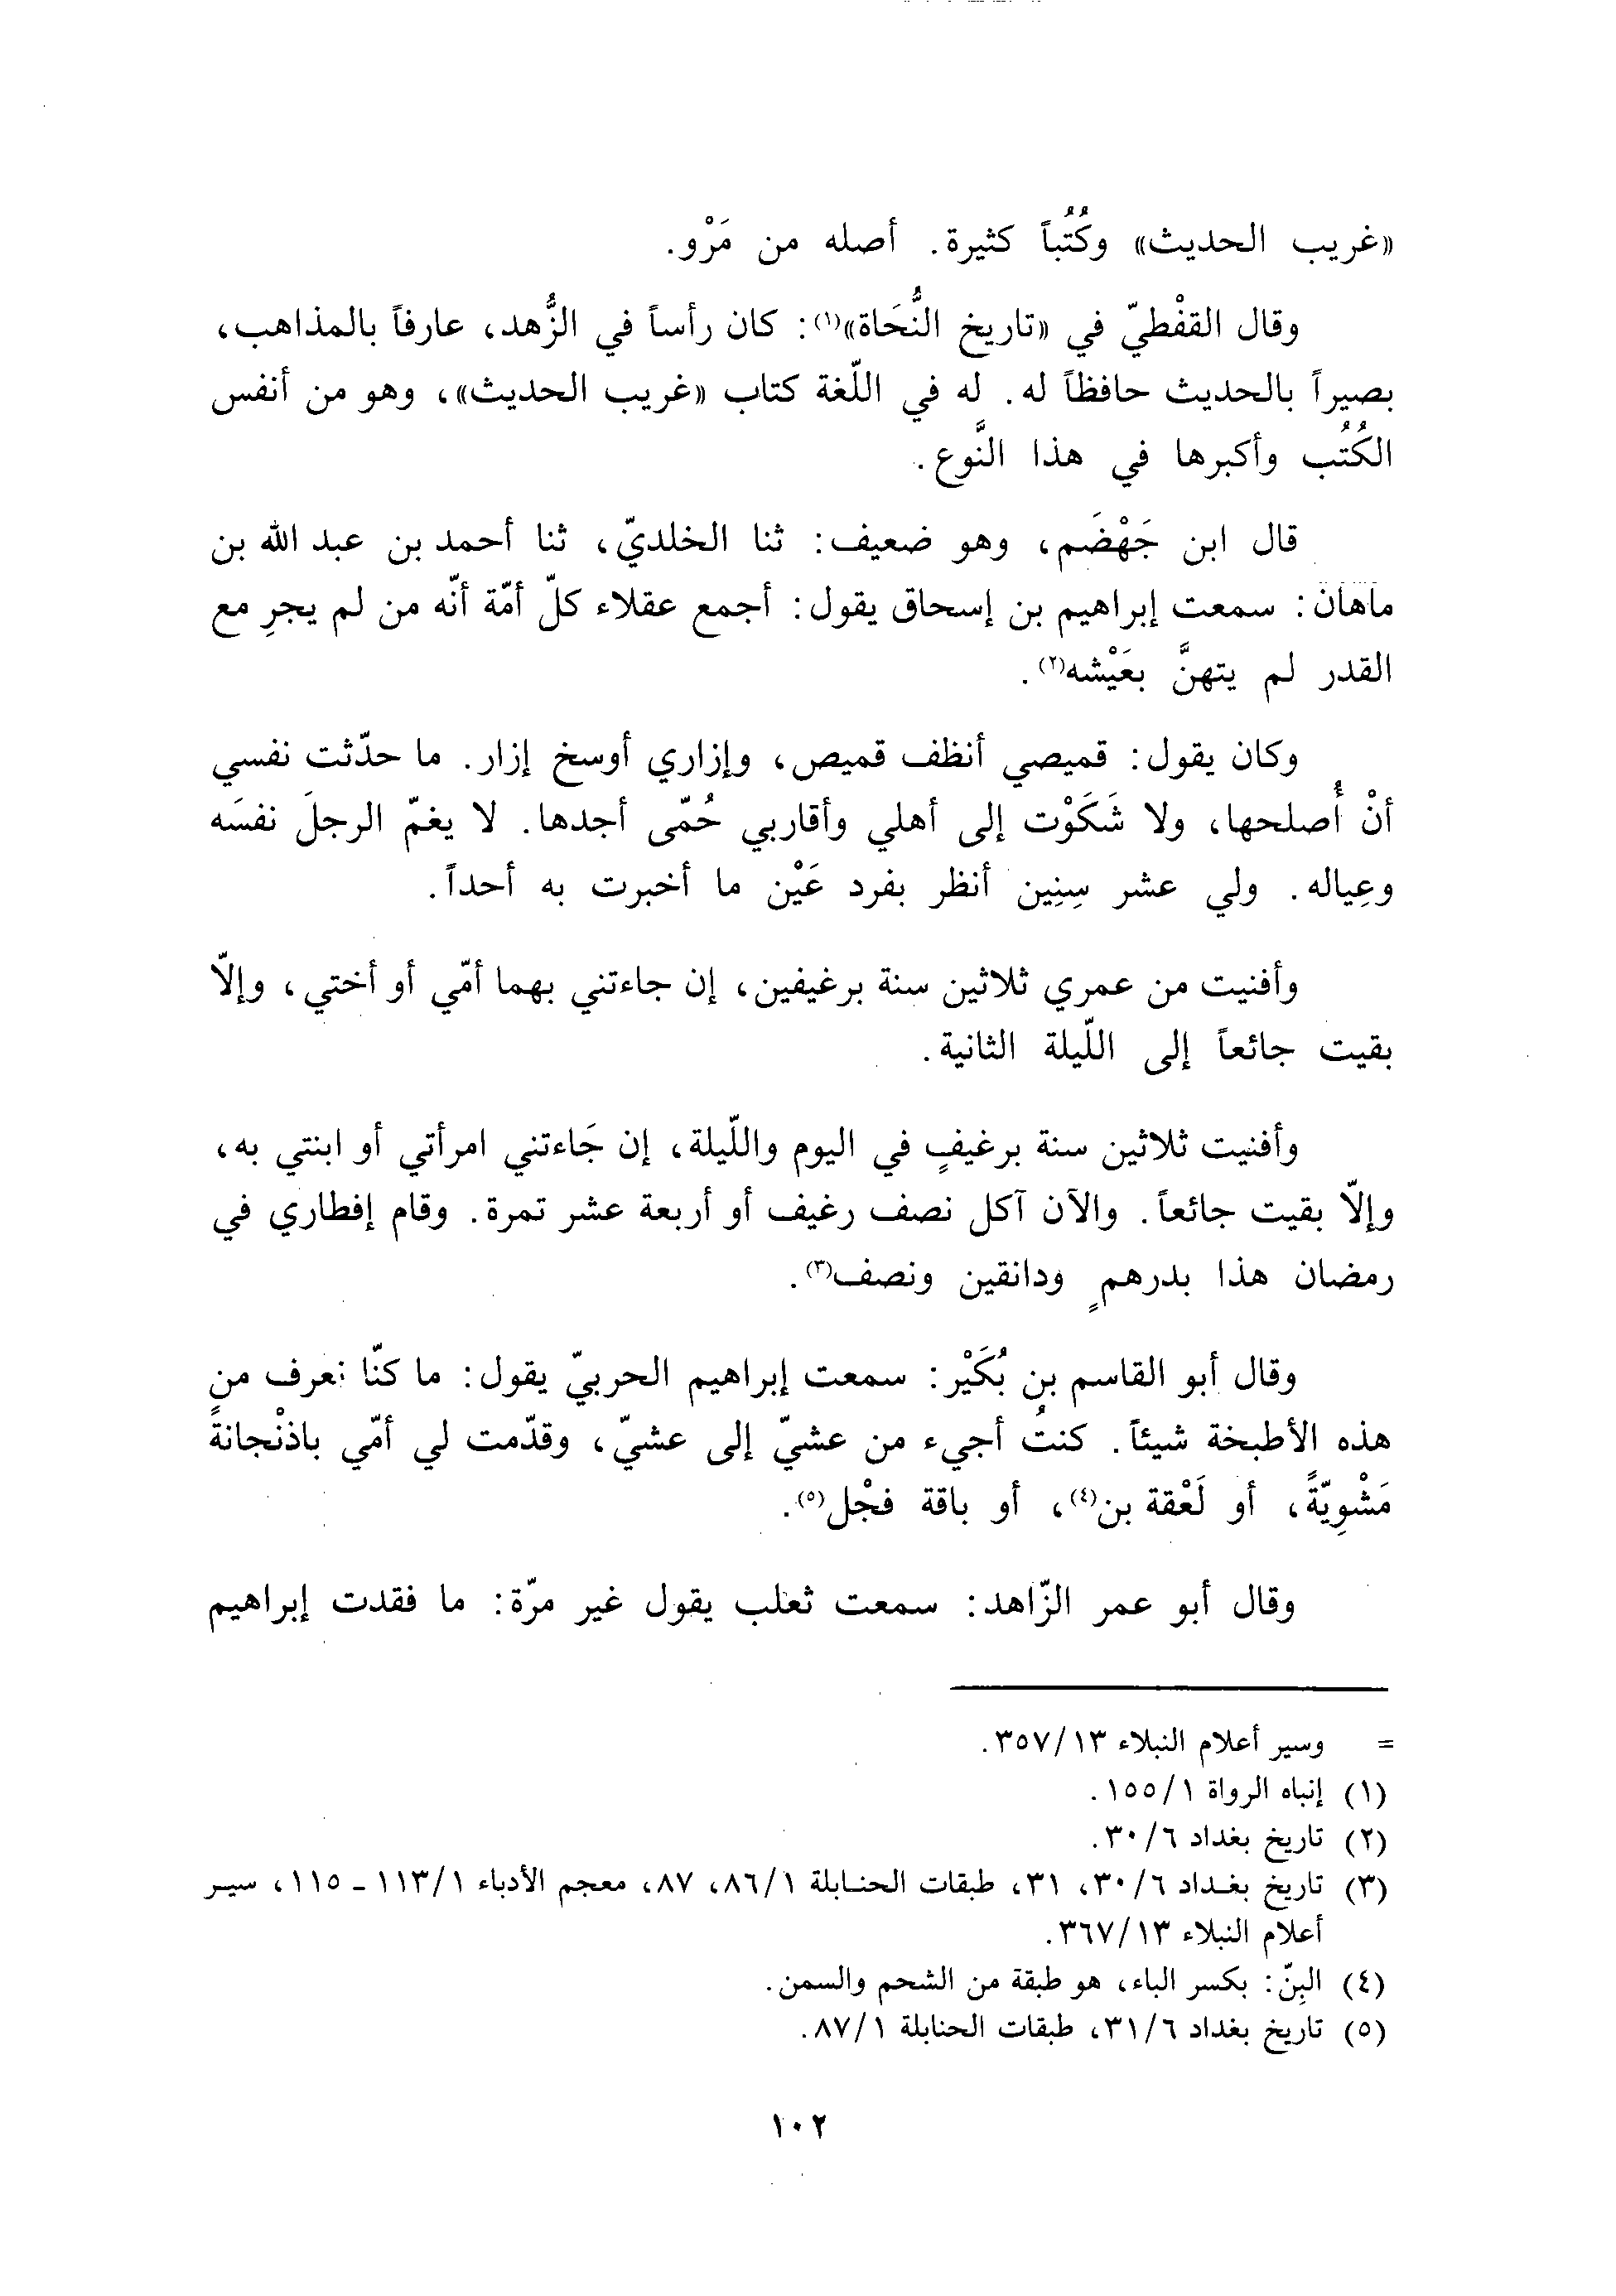 «غريب الحديث» وكُتُباً كثيرة. أصله من مَرْو.
وقال القفْطيّ في «تاريخ النُّحَاة»(١): كان رأساً في الزُّهد، عارفاً بالمذاهب،
بصيراً بالحديث حافظاً له. له في اللّغة كتاب «غريب الحديث»، وهو من أنفس
الكُتُب وأكبرها في هذا النَّوع.
قال ابن جَهْضَم، وهو ضعيف: ثنا الخلديّ، ثنا أحمد بن عبد الله بن
ماهان: سمعت إبراهيم بن إسحاق يقول: أجمع عقلاء كلّ أمّة أنّه من لم يجرِ مع
القدر لم يتهنَّ بعَيْشه(٢).
وكان يقول: قميصي أنظف قميص، وإزاري أوسخ إزار. ما حدّثت نفسي
أنْ أُصلحها، ولا شَكَوْت إلى أهلي وأقاربي حُمّى أجدها. لا يغمّ الرجلَ نفسَه
وعِياله. ولي عشر سِنِين أنظر بفرد عَيْن ما أخبرت به أحداً.
وأفنيت من عمري ثلاثين سنة برغيفين، إن جاءتني بهما أمّي أو أختي، وإلّا
بقيت جائعاً إلى اللّيلة الثانية.
وأفنيت ثلاثين سنة برغيفٍ في اليوم واللّيلة، إن جَاءتني امرأتي أو ابنتي به،
وإلّا بقيت جائعاً. والآن آكل نصف رغيف أو أربعة عشر تمرة. وقام إفطاري في
رمضان هذا بدرهمٍ ودانقين ونصف(٣).
وقال أبو القاسم بن بُكَيْر: سمعت إبراهيم الحربيّ يقول: ما كنّا نعرف من
هذه الأطبخة شيئاً. كنتُ أجيء من عشيّ إلى عشيّ، وقدّمت لي أمّي باذنْجانةً
مَشْوِيّةً، أو لَعْقة بن(٤)، أو باقة فجْل(٥).
وقال أبو عمر الزّاهد: سمعت ثعلب يقول غير مرّة: ما فقدت إبراهيم
= وسير أعلام النبلاء ٣٥٧/١٣.
(١) إنباه الرواة ١٥٥/١.
(٢) تاريخ بغداد ٣٠/٦.
(٣) تاريخ بغداد ٣٠/٦، ٣١، طبقات الحنابلة ٨٦/١، ٨٧، معجم الأدباء ١١٣/١ ـ ١١٥، سير
أعلام النبلاء ٣٦٧/١٣.
(٤) البِنّ: بكسر الباء، هو طبقة من الشحم والسمن.
(٥) تاريخ بغداد ٣١/٦، طبقات الحنابلة ٨٧/١.
١٠٢